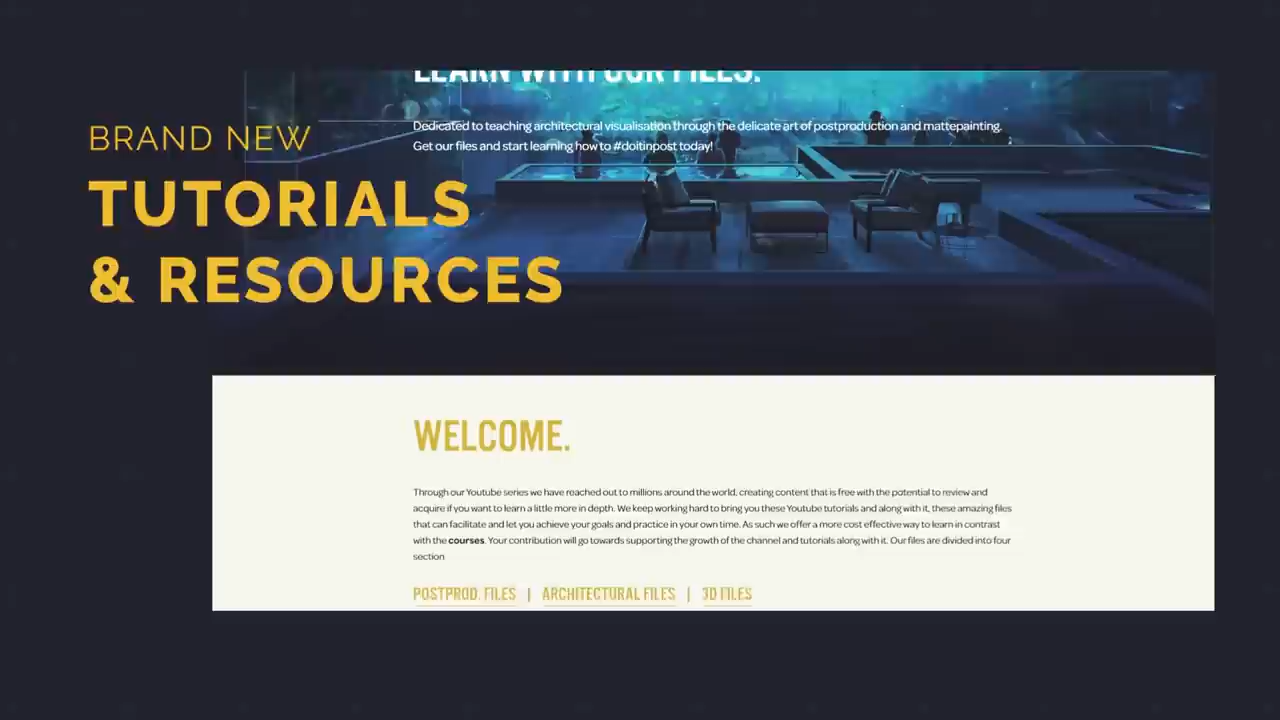 LEARN WITH OUR FILES.
Dedicated to teaching architectural visualisation through the delicate art of postproduction and mattepainting.
Get our files and start learning how to #doitinpost today!
BRAND NEW
TUTORIALS
& RESOURCES
WELCOME.
Through our Youtube series we have reached out to millions around the world, creating content that is free with the potential to review and
acquire if you want to learn a little more in depth. We keep working hard to bring you these Youtube tutorials and along with it, these amazing files
that can facilitate and let you achieve your goals and practice in your own time. As such we offer a more cost effective way to learn in contrast
with the courses. Your contribution will go towards supporting the growth of the channel and tutorials along with it. Our files are divided into four
section
POSTPROD. FILES | ARCHITECTURAL FILES | 3D FILES